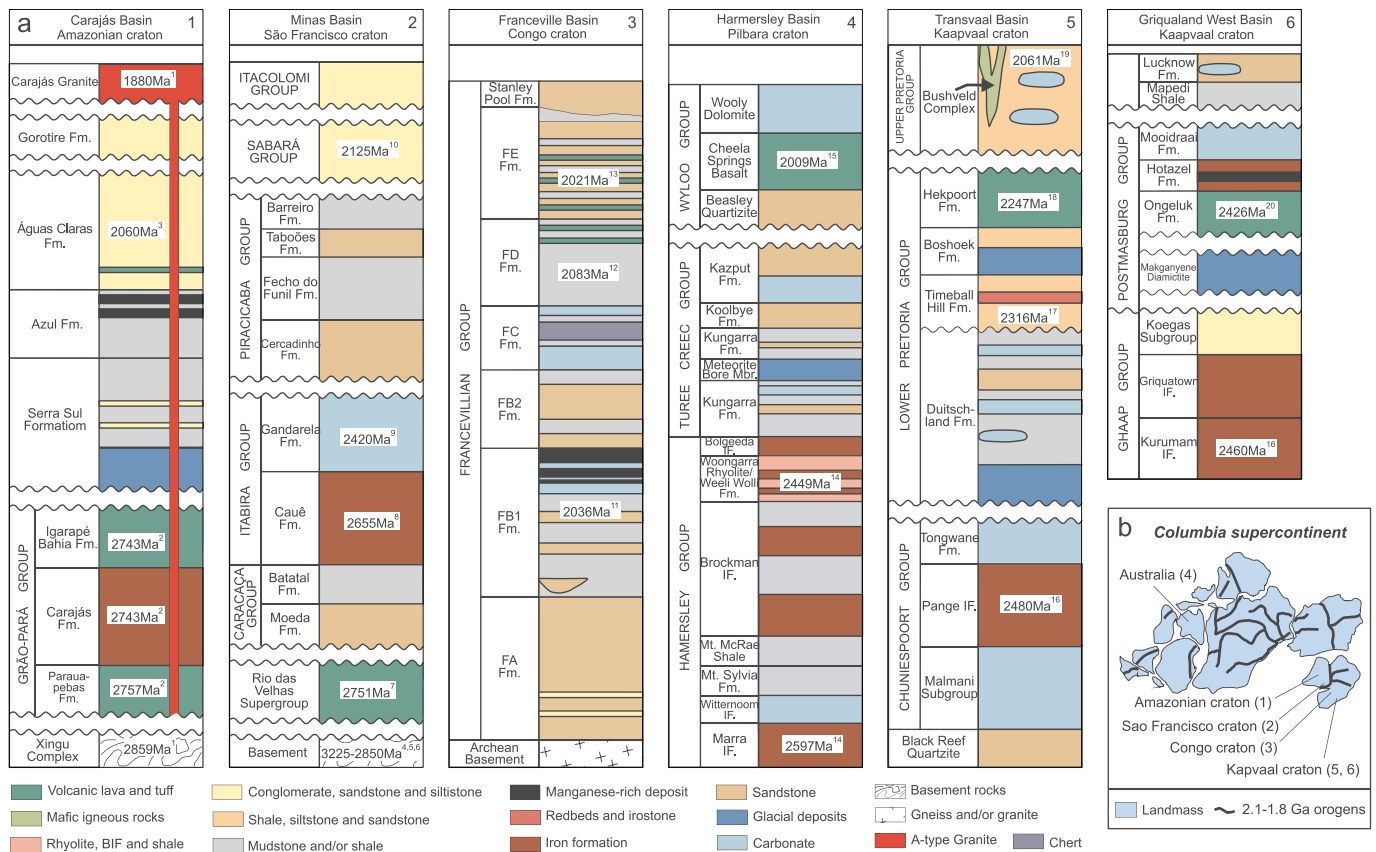 a
Carajás Basin
Amazonian craton
1
Carajás Granite
1880Ma1
Gorotire Fm.
Águas Claras
Fm.
2060Ma3
Azul Fm.
Serra Sul
Formatiom
GRÃO-PARÁ GROUP
Igarapé
Bahia Fm.
2743Ma2
Carajás
Fm.
2743Ma2
Paraua-
pebas
Fm.
2757Ma2
Xingu
Complex
2859Ma1
Minas Basin
São Francisco craton
2
ITACOLOMI
GROUP
SABARÁ
GROUP
2125Ma10
PIRACICABA GROUP
Barreiro
Fm.
Taboões
Fm.
Fecho do
Funil Fm.
Cercadinho
Fm.
ITABIRA GROUP
Gandarela
Fm.
2420Ma9
Cauê
Fm.
2655Ma8
CARACAÇA
GROUP
Batatal
Fm.
Moeda
Fm.
Rio das
Velhas
Supergroup
2751Ma7
Basement
3225-2850Ma4,5,6
Franceville Basin
Congo craton
3
FRANCEVILLIAN GROUP
Stanley
Pool Fm.
FE
Fm.
2021Ma13
FD
Fm.
2083Ma12
FC
Fm.
FB2
Fm.
FB1
Fm.
2036Ma11
FA
Fm.
Archean
Basement
Harmersley Basin
Pilbara craton
4
WYLOO GROUP
Wooly
Dolomite
Cheela
Springs
Basalt
2009Ma15
Beasley
Quartizite
TUREE CREEC GROUP
Kazput
Fm.
Koolbye
Fm.
Kungarra
Fm.
Meteorite
Bore Mbr.
Kungarra
Fm.
HAMERSLEY GROUP
Bolgeeda
IF.
Woongarra
Rhyolite/
Weeli Wolli
Fm.
2449Ma14
Brockman
IF.
Mt. McRae
Shale
Mt. Sylvia
Fm.
Witternoom
IF.
Marra
IF.
2597Ma14
Transvaal Basin
Kaapvaal craton
5
UPPER PRETORIA
GROUP
Bushveld
Complex
2061Ma19
LOWER PRETORIA GROUP
Hekpoort
Fm.
2247Ma18
Boshoek
Fm.
Timeball
Hill Fm.
2316Ma17
Duitsch-
land Fm.
CHUNIESPOORT GROUP
Tongwane
Fm.
Pange IF.
2480Ma16
Malmani
Subgroup
Black Reef
Quartzite
Griqualand West Basin
Kaapvaal craton
6
Lucknow
Fm.
Mapedi
Shale
POSTMASBURG GROUP
Mooidraai
Fm.
Hotazel
Fm.
Ongeluk
Fm.
2426Ma20
Makganyene
Diamictite
GHAAP GROUP
Koegas
Subgroup
Griquatown
IF.
Kurumam
IF.
2460Ma16
b
Columbia supercontinent
Australia (4)
Amazonian craton (1)
Sao Francisco craton (2)
Congo craton (3)
Kapvaal craton (5, 6)
Landmass
2.1-1.8 Ga orogens
Volcanic lava and tuff
Conglomerate, sandstone and siltistone
Manganese-rich deposit
Sandstone
Basement rocks
Mafic igneous rocks
Shale, siltstone and sandstone
Redbeds and irostone
Glacial deposits
Gneiss and/or granite
Rhyolite, BIF and shale
Mudstone and/or shale
Iron formation
Carbonate
A-type Granite
Chert